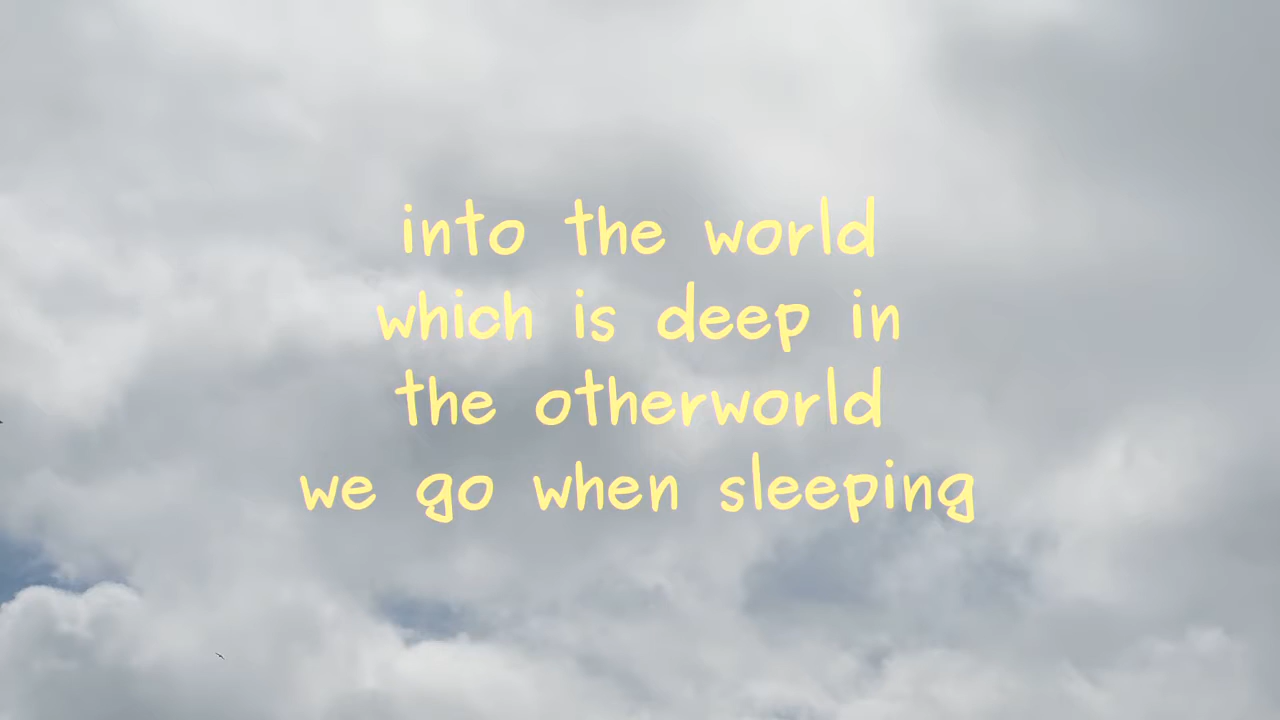 into the world
which is deep in
the otherworld
we go when sleeping